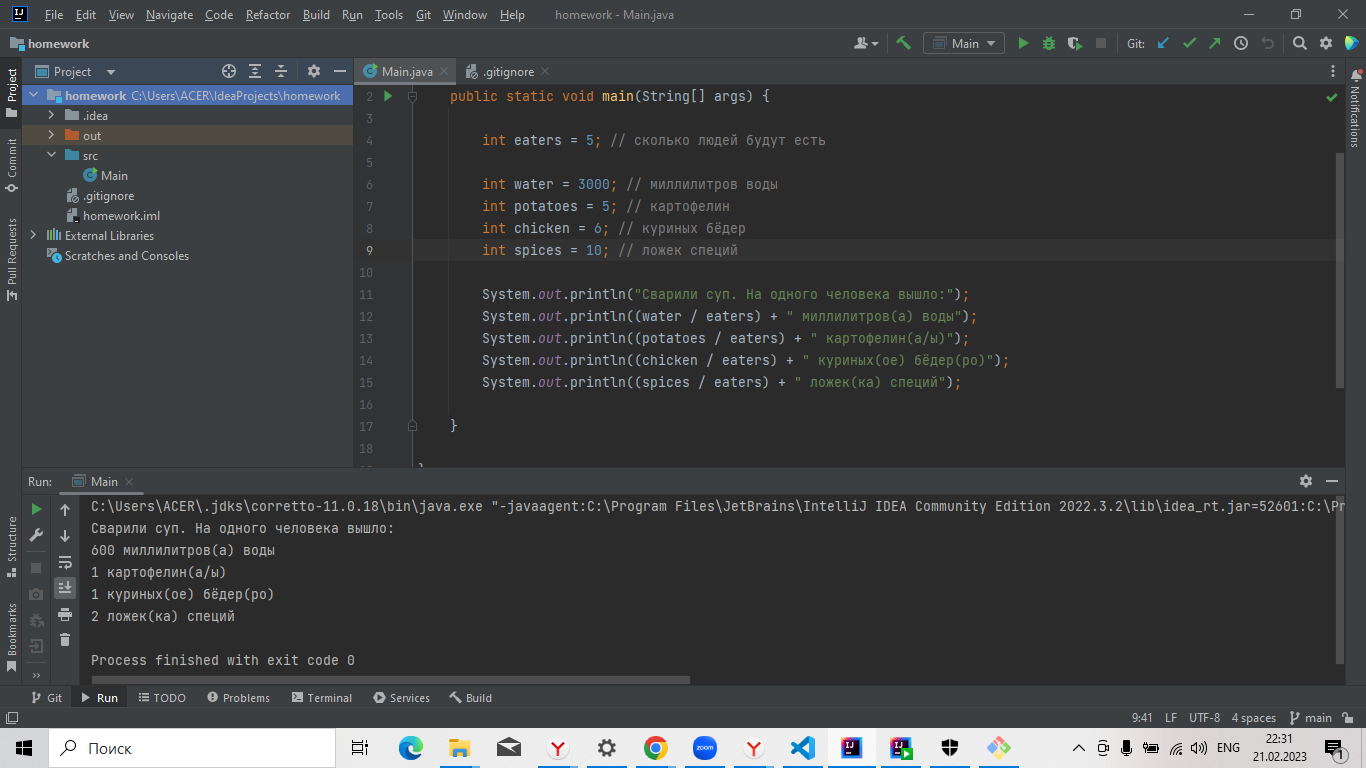 File Edit View Navigate Code Refactor Build Run Tools Git Window Help homework - Main.java
homework Main Git:
Project Main.java .gitignore
homework C:\Users\ACER\IdeaProjects\homework
.idea
out
src
Main
.gitignore
homework.iml
External Libraries
Scratches and Consoles
Project
Commit
Pull Requests
2 public static void main(String[] args) {
3
4 int eaters = 5; // сколько людей будут есть
5
6 int water = 3000; // миллилитров воды
7 int potatoes = 5; // картофелин
8 int chicken = 6; // куриных бёдер
9 int spices = 10; // ложек специй
10
11 System.out.println("Сварили суп. На одного человека вышло:");
12 System.out.println((water / eaters) + " миллилитров(а) воды");
13 System.out.println((potatoes / eaters) + " картофелин(а/ы)");
14 System.out.println((chicken / eaters) + " куриных(ое) бёдер(ро)");
15 System.out.println((spices / eaters) + " ложек(ка) специй");
16
17 }
18
Notifications
Run: Main
C:\Users\ACER\.jdks\corretto-11.0.18\bin\java.exe "-javaagent:C:\Program Files\JetBrains\IntelliJ IDEA Community Edition 2022.3.2\lib\idea_rt.jar=52601:C:\Pr
Сварили суп. На одного человека вышло:
600 миллилитров(а) воды
1 картофелин(а/ы)
1 куриных(ое) бёдер(ро)
2 ложек(ка) специй
Process finished with exit code 0
Structure
Bookmarks
Git Run TODO Problems Terminal Services Build
9:41 LF UTF-8 4 spaces main
Поиск zoom ENG 22:31
21.02.2023 1